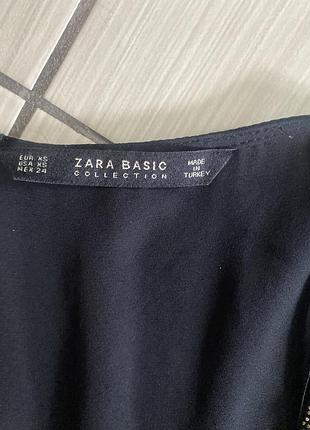 EUR XS
USA XS
MEX 24
ZARA BASIC
COLLECTION
MADE
IN
TURKEY